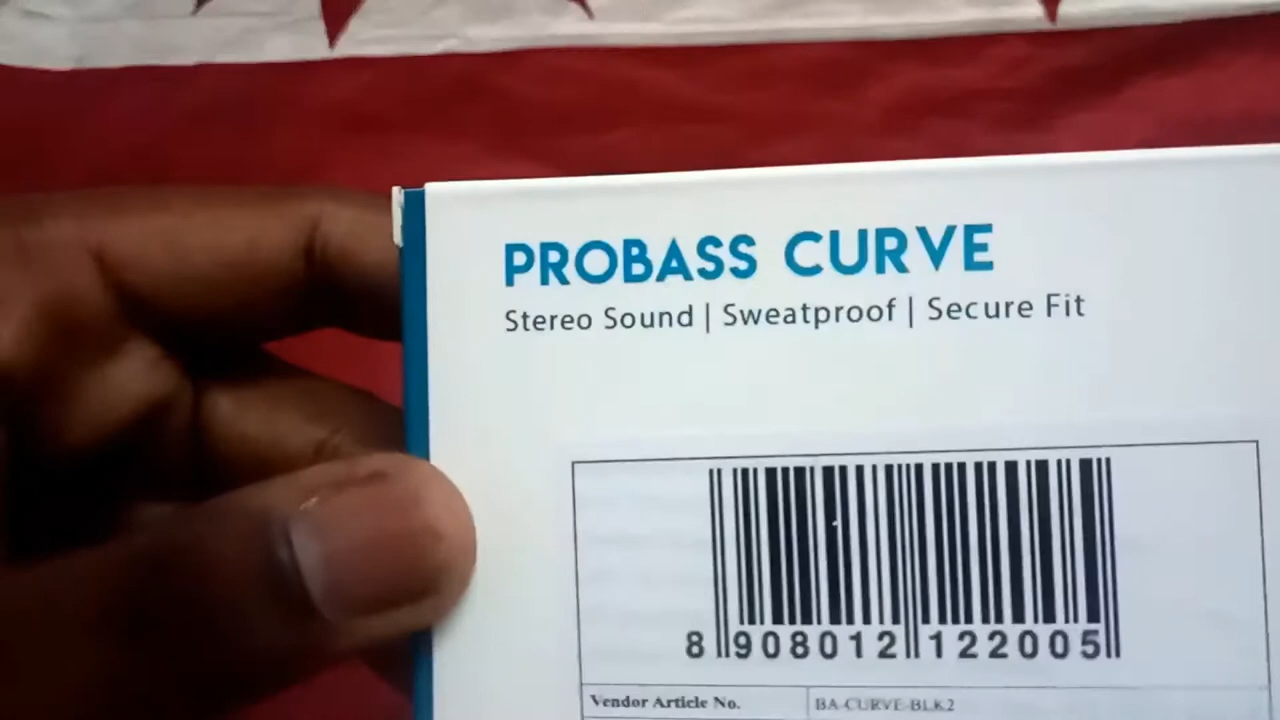 PROBASS CURVE
Stereo Sound | Sweatproof | Secure Fit
8 908012 122005
Vendor Article No. BA-CURVE-BLK2